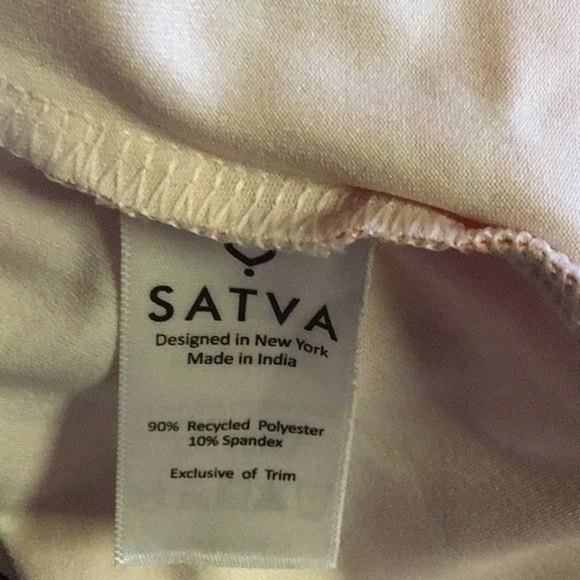 SATVA
Designed in New York
Made in India
90% Recycled Polyester
10% Spandex
Exclusive of Trim